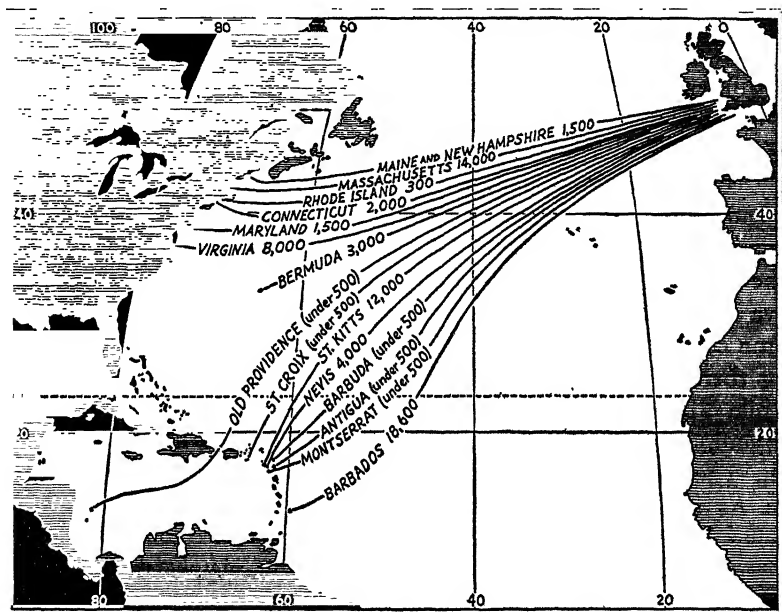 100 80 60 40 20 0
MAINE AND NEW HAMPSHIRE 1,500
MASSACHUSETTS 14,000
RHODE ISLAND 300
CONNECTICUT 2,000
MARYLAND 1,500
VIRGINIA 8,000
BERMUDA 3,000
40 40
OLD PROVIDENCE (under 500)
ST. CROIX (under 500)
ST. KITTS 12,000
NEVIS 4,000
BARBUDA (under 500)
ANTIGUA (under 500)
MONTSERRAT (under 500)
BARBADOS 18,600
20
80 60 40 20